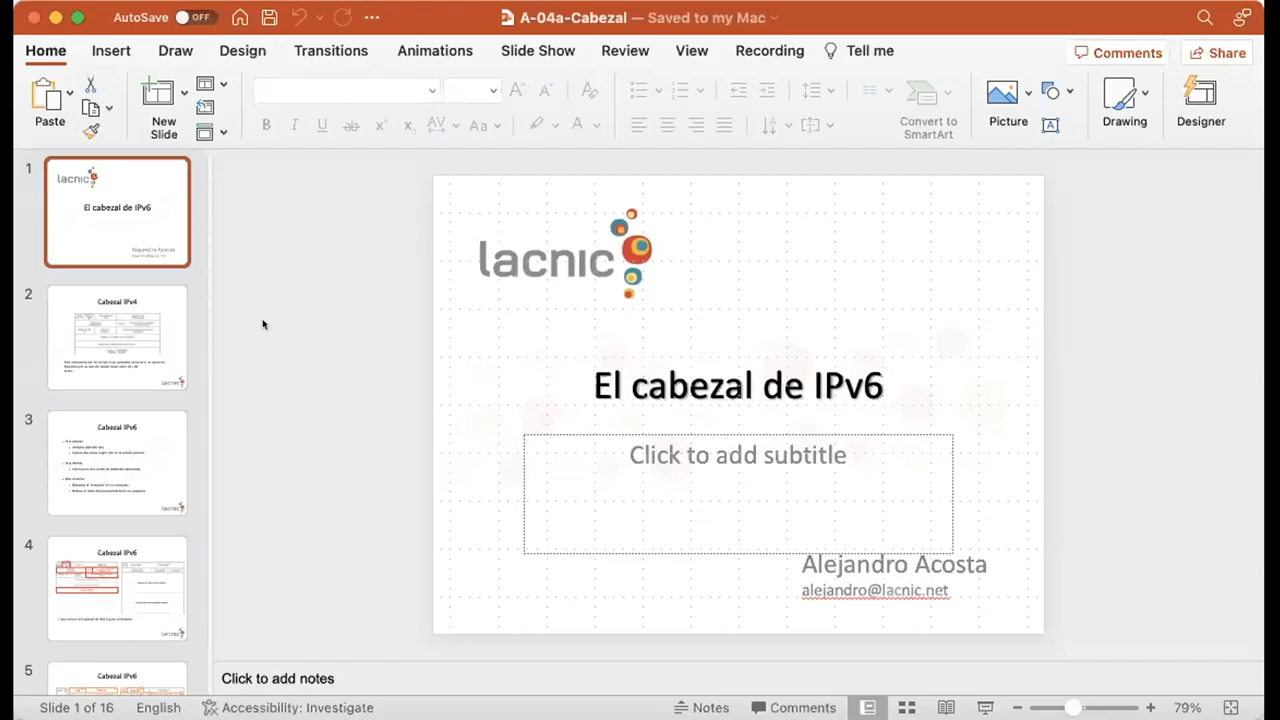 AutoSave OFF
A-04a-Cabezal — Saved to my Mac
Home Insert Draw Design Transitions Animations Slide Show Review View Recording Tell me
Comments Share
Paste
New
Slide
Convert to
SmartArt
Picture
Drawing
Designer
1
lacnic
El cabezal de IPv6
2
Cabezal IPv4
lacnic
3
Cabezal IPv6
lacnic
4
Cabezal IPv6
lacnic
5
Cabezal IPv6
lacnic
El cabezal de IPv6
Click to add subtitle
Alejandro Acosta
alejandro@lacnic.net
Click to add notes
Slide 1 of 16 English Accessibility: Investigate Notes Comments 79%